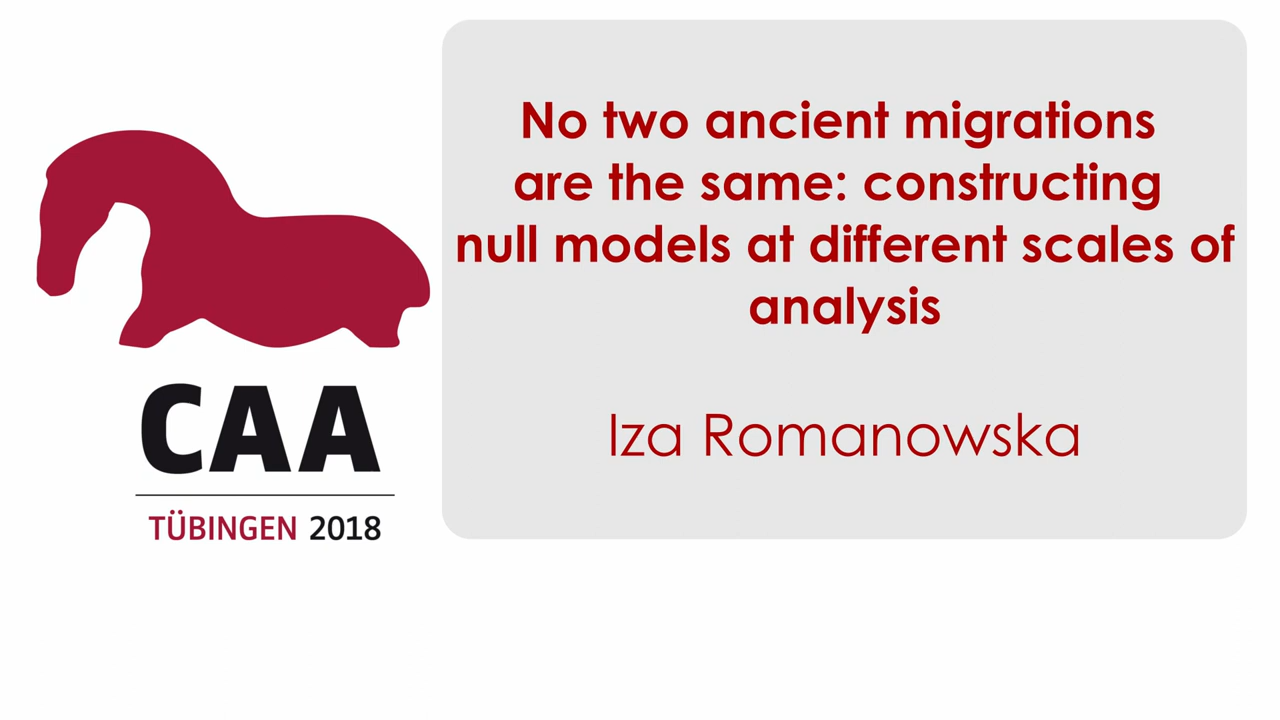 No two ancient migrations
are the same: constructing
null models at different scales of
analysis
Iza Romanowska
CAA
TÜBINGEN 2018